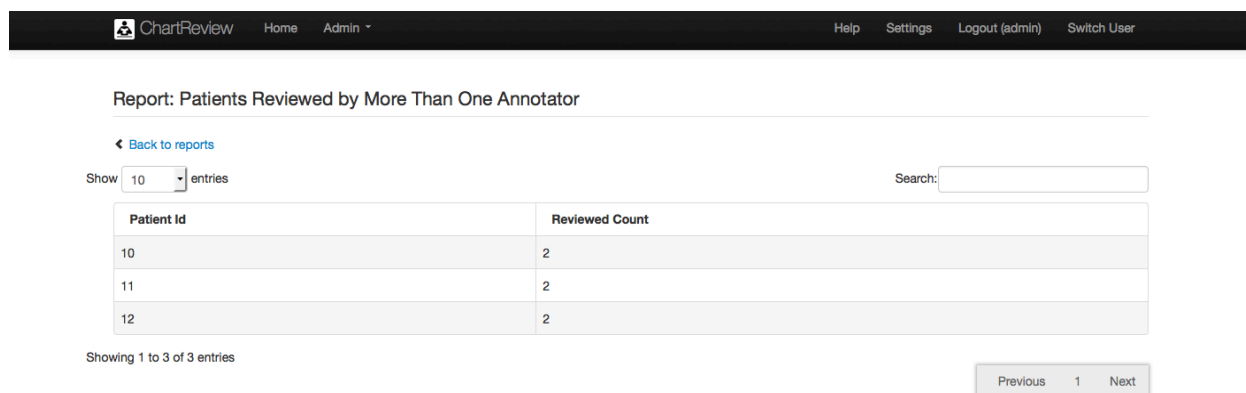 ChartReview Home Admin Help Settings Logout (admin) Switch User
Report: Patients Reviewed by More Than One Annotator
Back to reports
Show 10 entries Search:
Patient Id Reviewed Count
10 2
11 2
12 2
Showing 1 to 3 of 3 entries
Previous 1 Next